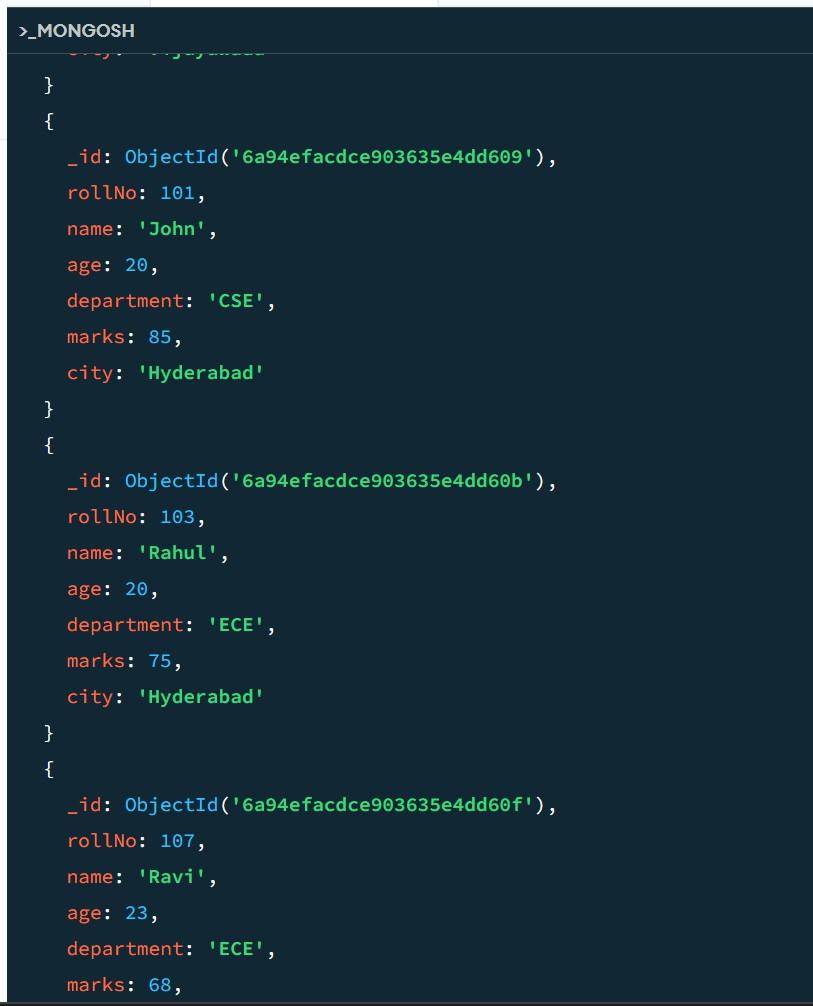 >_MONGOSH
}
{
_id: ObjectId('6a94efacdce903635e4dd609'),
rollNo: 101,
name: 'John',
age: 20,
department: 'CSE',
marks: 85,
city: 'Hyderabad'
}
{
_id: ObjectId('6a94efacdce903635e4dd60b'),
rollNo: 103,
name: 'Rahul',
age: 20,
department: 'ECE',
marks: 75,
city: 'Hyderabad'
}
{
_id: ObjectId('6a94efacdce903635e4dd60f'),
rollNo: 107,
name: 'Ravi',
age: 23,
department: 'ECE',
marks: 68,